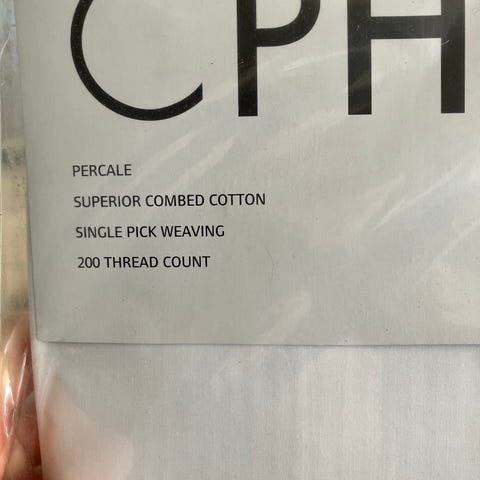 CPH
PERCALE
SUPERIOR COMBED COTTON
SINGLE PICK WEAVING
200 THREAD COUNT